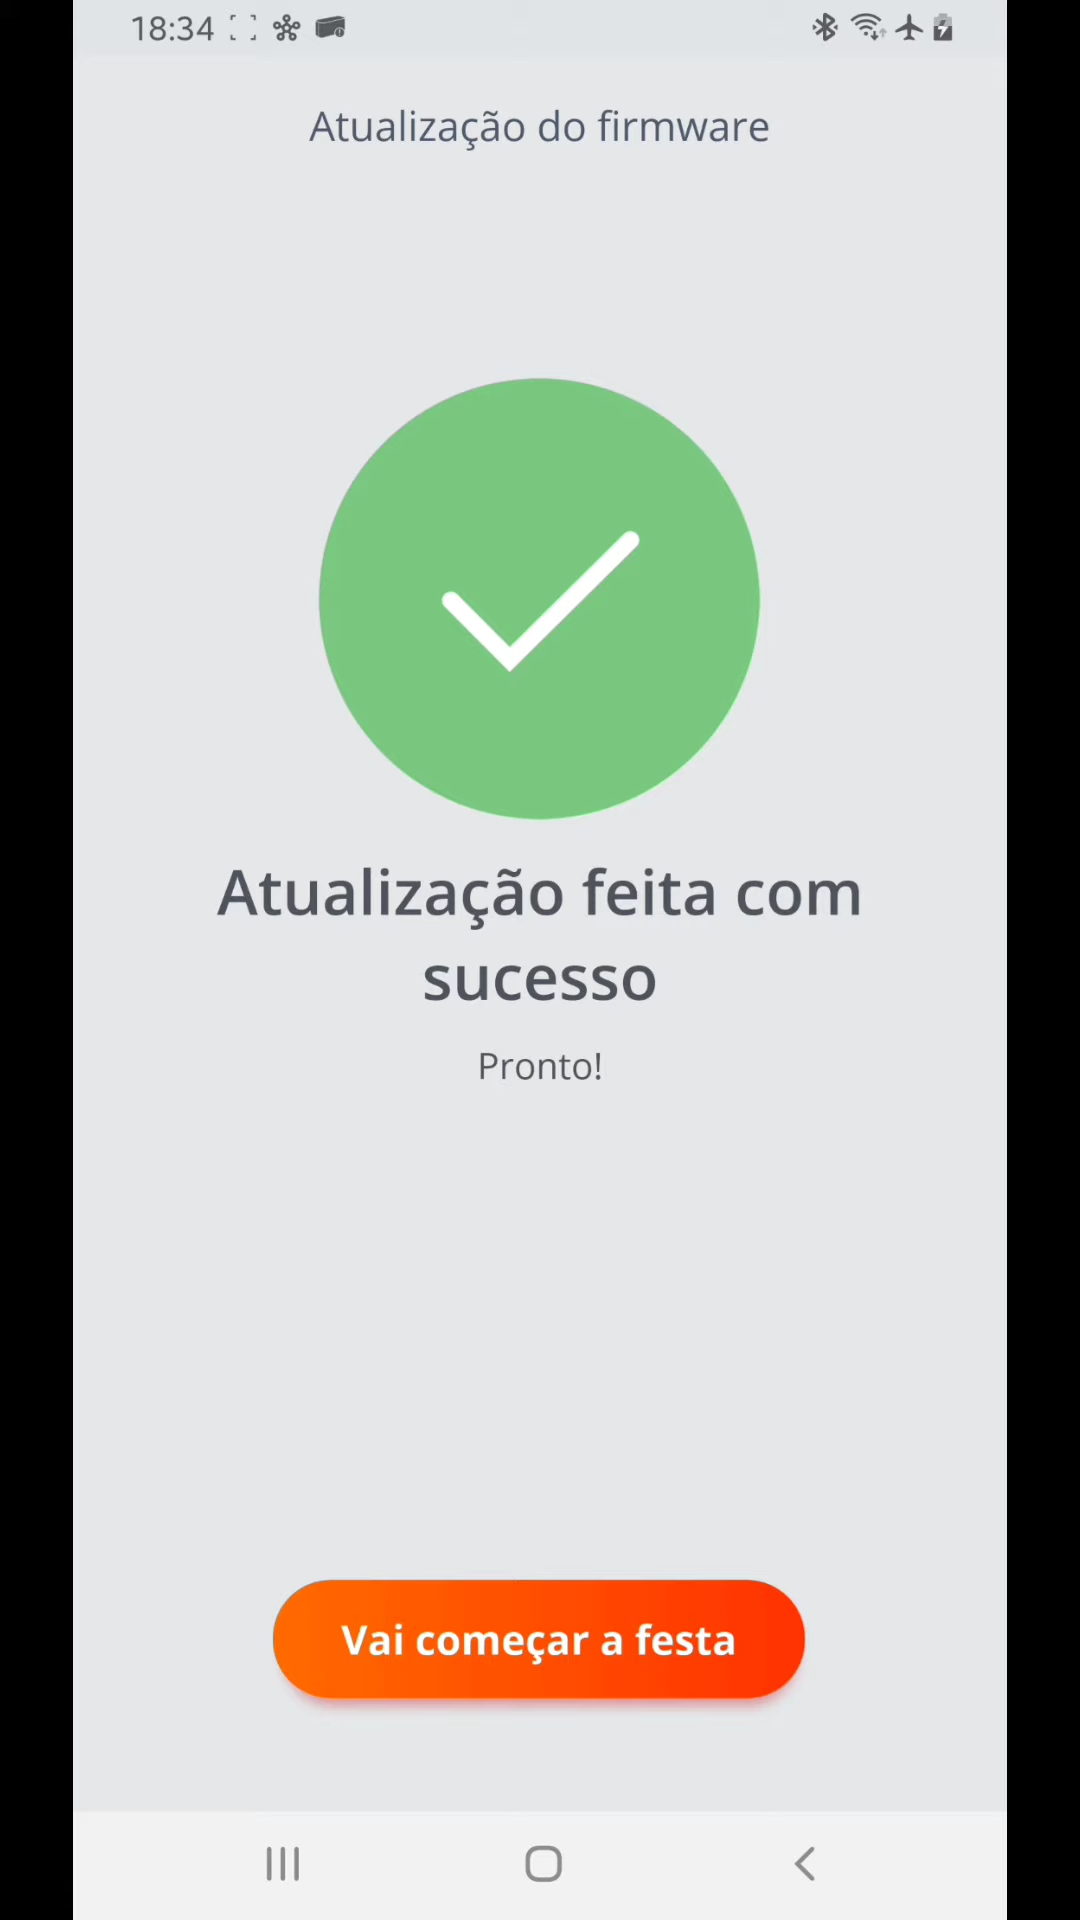 18:34
Atualização do firmware
Atualização feita com
sucesso
Pronto!
Vai começar a festa